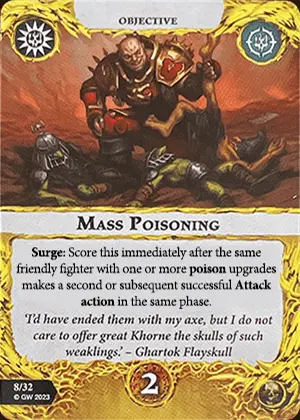 OBJECTIVE
MASS POISONING
Surge: Score this immediately after the same
friendly fighter with one or more poison upgrades
makes a second or subsequent successful Attack
action in the same phase.
'I'd have ended them with my axe, but I do not
care to offer great Khorne the skulls of such
weaklings.' – Ghartok Flayskull
8/32
© GW 2023
2